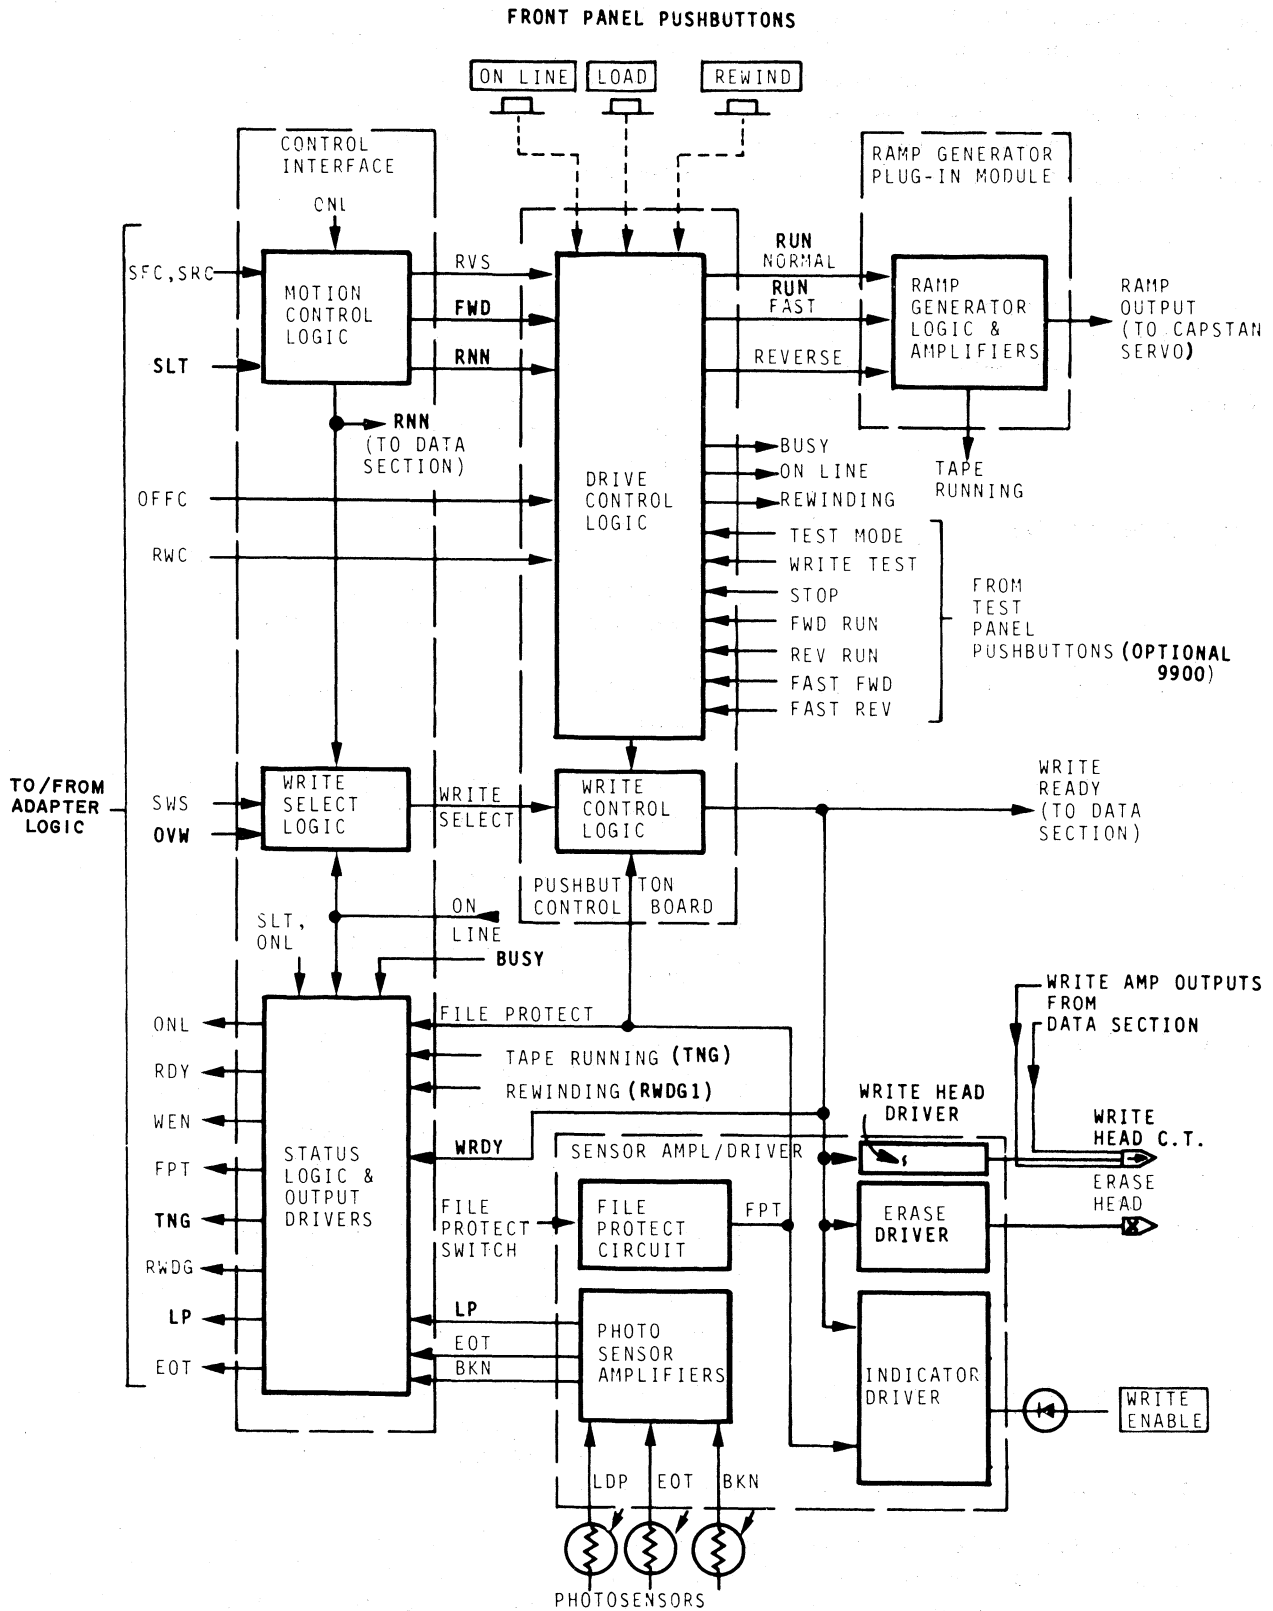 FRONT PANEL PUSHBUTTONS
ON LINE
LOAD
REWIND
CONTROL
INTERFACE
ONL
RAMP GENERATOR
PLUG-IN MODULE
SFC,SRC
SLT
MOTION
CONTROL
LOGIC
RVS
FWD
RNN
RNN
(TO DATA
SECTION)
OFFC
RWC
DRIVE
CONTROL
LOGIC
RUN
NORMAL
RUN
FAST
REVERSE
RAMP
GENERATOR
LOGIC &
AMPLIFIERS
RAMP
OUTPUT
(TO CAPSTAN
SERVO)
TAPE
RUNNING
BUSY
ON LINE
REWINDING
TEST MODE
WRITE TEST
STOP
FWD RUN
REV RUN
FAST FWD
FAST REV
FROM
TEST
PANEL
PUSHBUTTONS (OPTIONAL
9900)
TO/FROM
ADAPTER
LOGIC
SWS
OVW
WRITE
SELECT
LOGIC
WRITE
SELECT
WRITE
CONTROL
LOGIC
WRITE
READY
(TO DATA
SECTION)
PUSHBUTTON
CONTROL BOARD
SLT,
ONL
ON
LINE
BUSY
ONL
RDY
WEN
FPT
TNG
RWDG
LP
EOT
STATUS
LOGIC &
OUTPUT
DRIVERS
FILE PROTECT
TAPE RUNNING (TNG)
REWINDING (RWDG1)
WRDY
WRITE AMP OUTPUTS
FROM
DATA SECTION
WRITE HEAD
DRIVER
WRITE
HEAD C.T.
ERASE
HEAD
SENSOR AMPL/DRIVER
FILE
PROTECT
SWITCH
FILE
PROTECT
CIRCUIT
FPT
ERASE
DRIVER
LP
EOT
BKN
PHOTO
SENSOR
AMPLIFIERS
INDICATOR
DRIVER
WRITE
ENABLE
LDP
EOT
BKN
PHOTOSENSORS